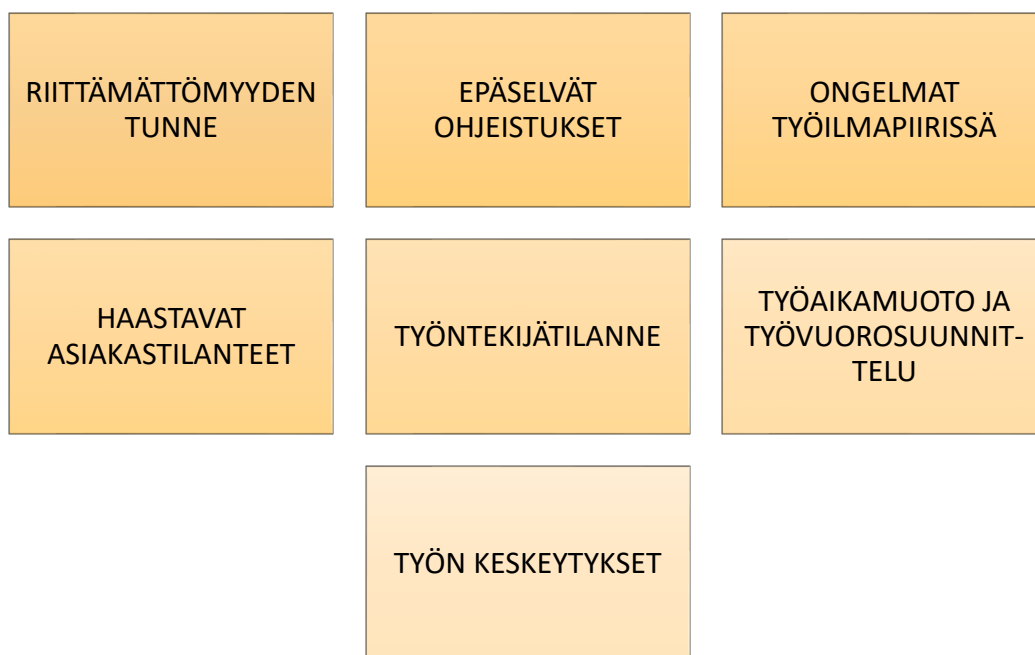 RIITTÄMÄTTÖMYYDEN
TUNNE
EPÄSELVÄT
OHJEISTUKSET
ONGELMAT
TYÖILMAPIIRISSÄ
HAASTAVAT
ASIAKASTILANTEET
TYÖNTEKIJÄTILANNE
TYÖAIKAMUOTO JA
TYÖVUOROSUUNNIT-
TELU
TYÖN KESKEYTYKSET